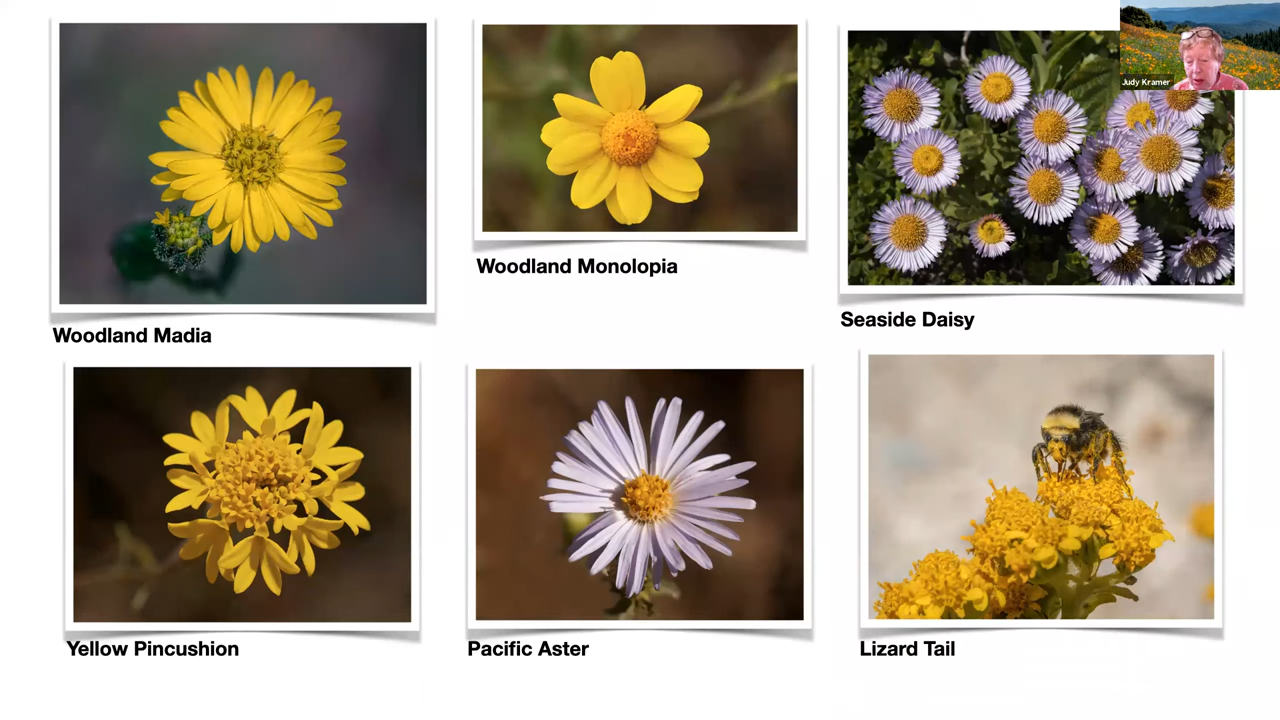 Judy Kramer
Woodland Monolopia
Seaside Daisy
Woodland Madia
Yellow Pincushion
Pacific Aster
Lizard Tail